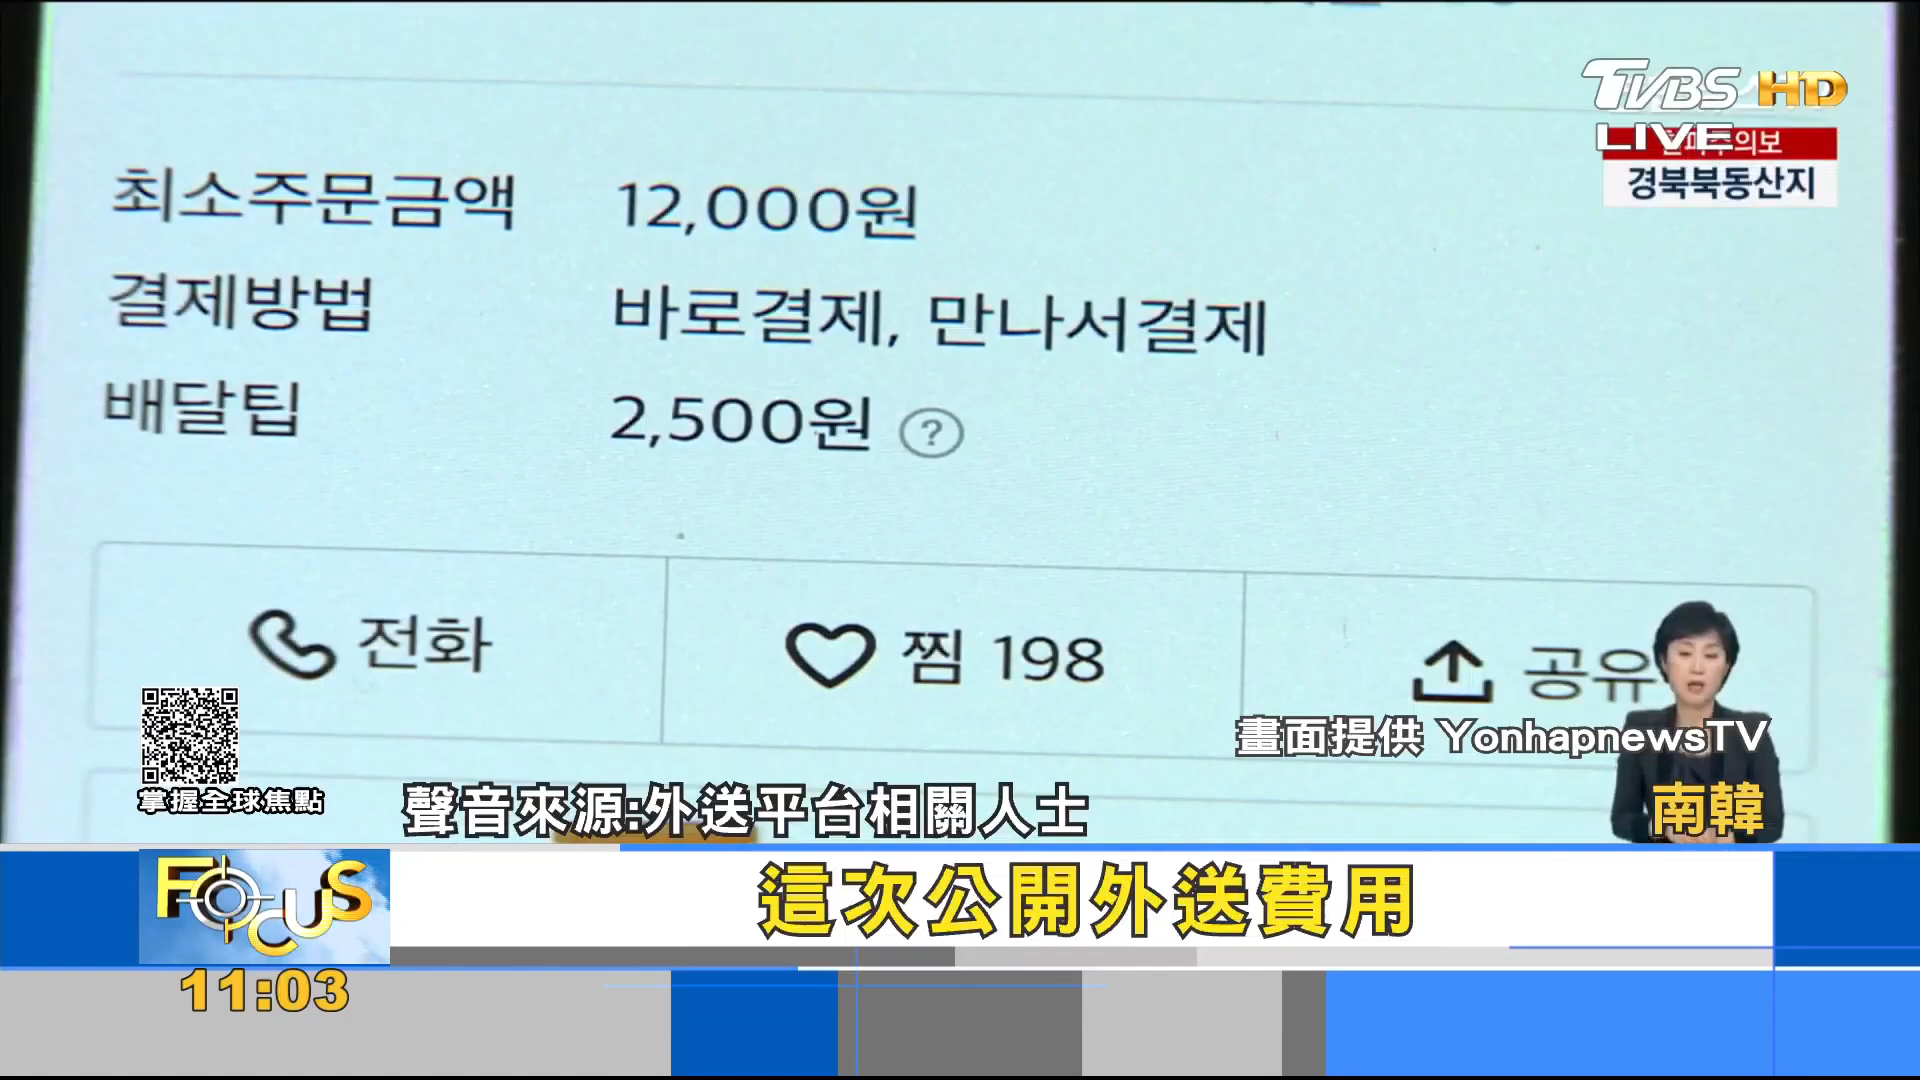 TVBS HD
LIVE
주의보
경북북동산지
최소주문금액 12,000원
결제방법 바로결제, 만나서결제
배달팁 2,500원 ?
전화
찜 198
공유
畫面提供 YonhapnewsTV
掌握全球焦點
聲音來源:外送平台相關人士
南韓
FOCUS
這次公開外送費用
11:03